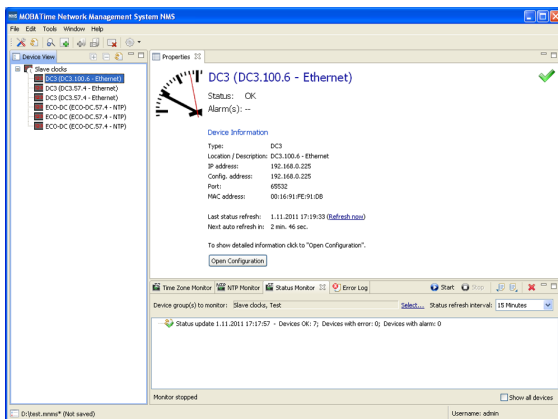 MOBATime Network Management System NMS
File Edit Tools Window Help
Device View
Slave clocks
DC3 (DC3.100.6 - Ethernet)
DC3 (DC3.57.4 - Ethernet)
DC3 (DC3.57.4 - Ethernet)
ECO-DC (ECO-DC.57.4 - NTP)
ECO-DC (ECO-DC.57.4 - NTP)
ECO-DC (ECO-DC.57.4 - NTP)
Properties
DC3 (DC3.100.6 - Ethernet)
Status: OK
Alarm(s): --
Device Information
Type: DC3
Location / Description: DC3.100.6 - Ethernet
IP address: 192.168.0.225
Config. address: 192.168.0.225
Port: 65532
MAC address: 00:16:91:FE:91:D8
Last status refresh: 1.11.2011 17:19:33 (Refresh now)
Next auto refresh in: 2 min. 46 sec.
To show detailed information click to "Open Configuration".
Open Configuration
Time Zone Monitor NTP Monitor Status Monitor Error Log Start Stop
Device group(s) to monitor: Slave clocks, Test Select... Status refresh interval: 15 Minutes
Status update 1.11.2011 17:17:57 - Devices OK: 7; Devices with error: 0; Devices with alarm: 0
Monitor stopped Show all devices
D:\test.mnms* (Not saved) Username: admin